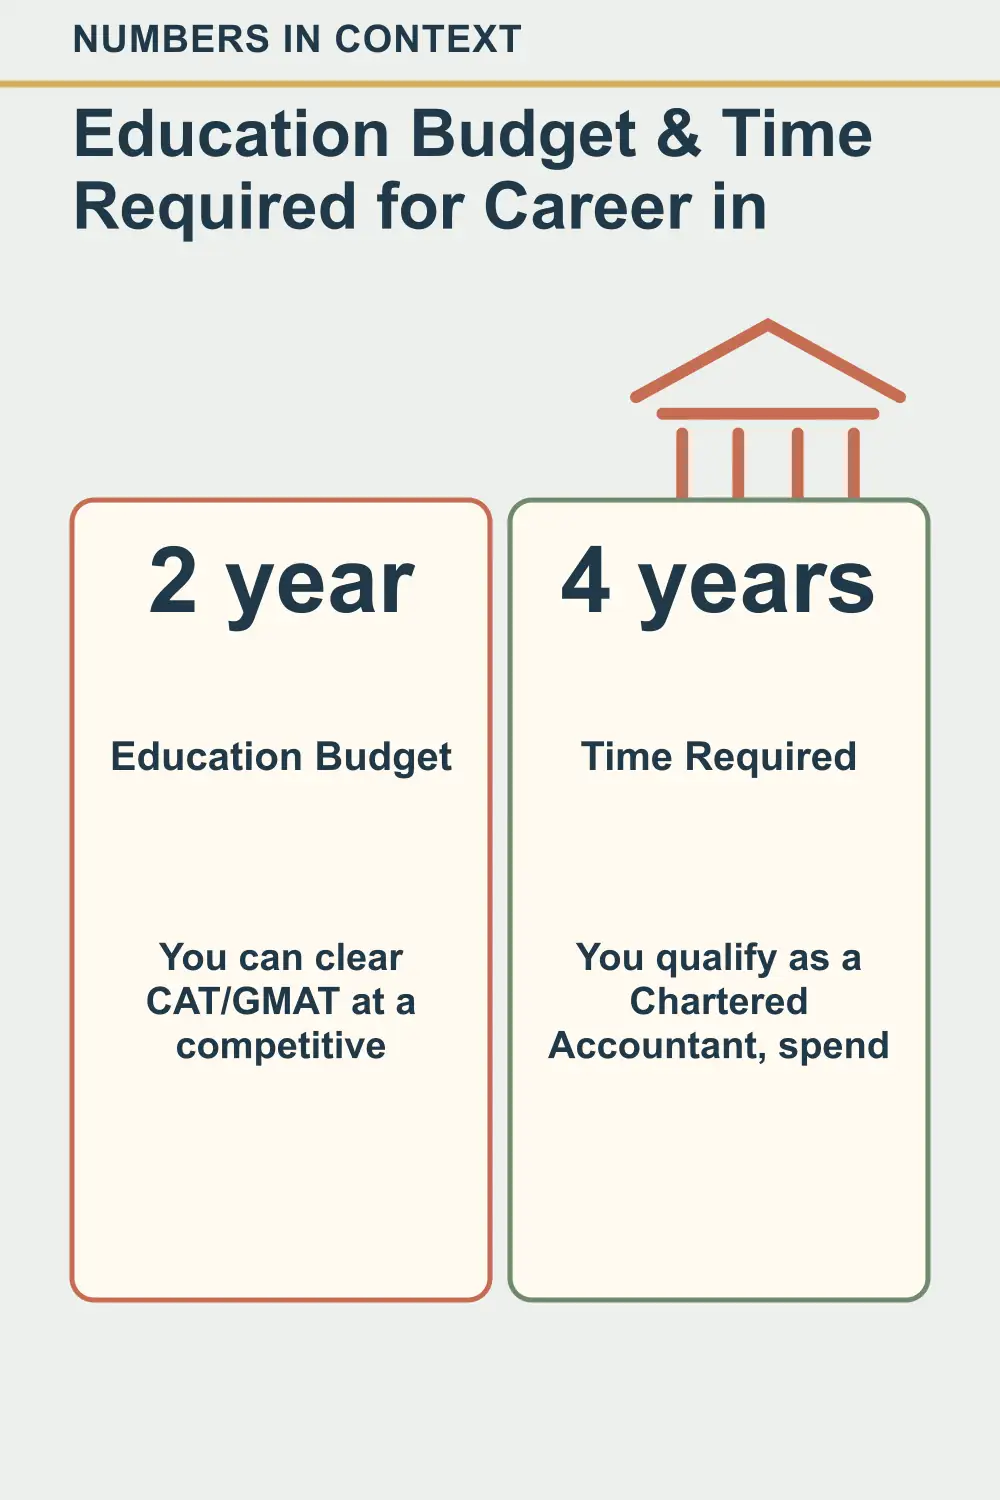 NUMBERS IN CONTEXT
Education Budget & Time
Required for Career in
2 year
Education Budget
You can clear
CAT/GMAT at a
competitive
4 years
Time Required
You qualify as a
Chartered
Accountant, spend